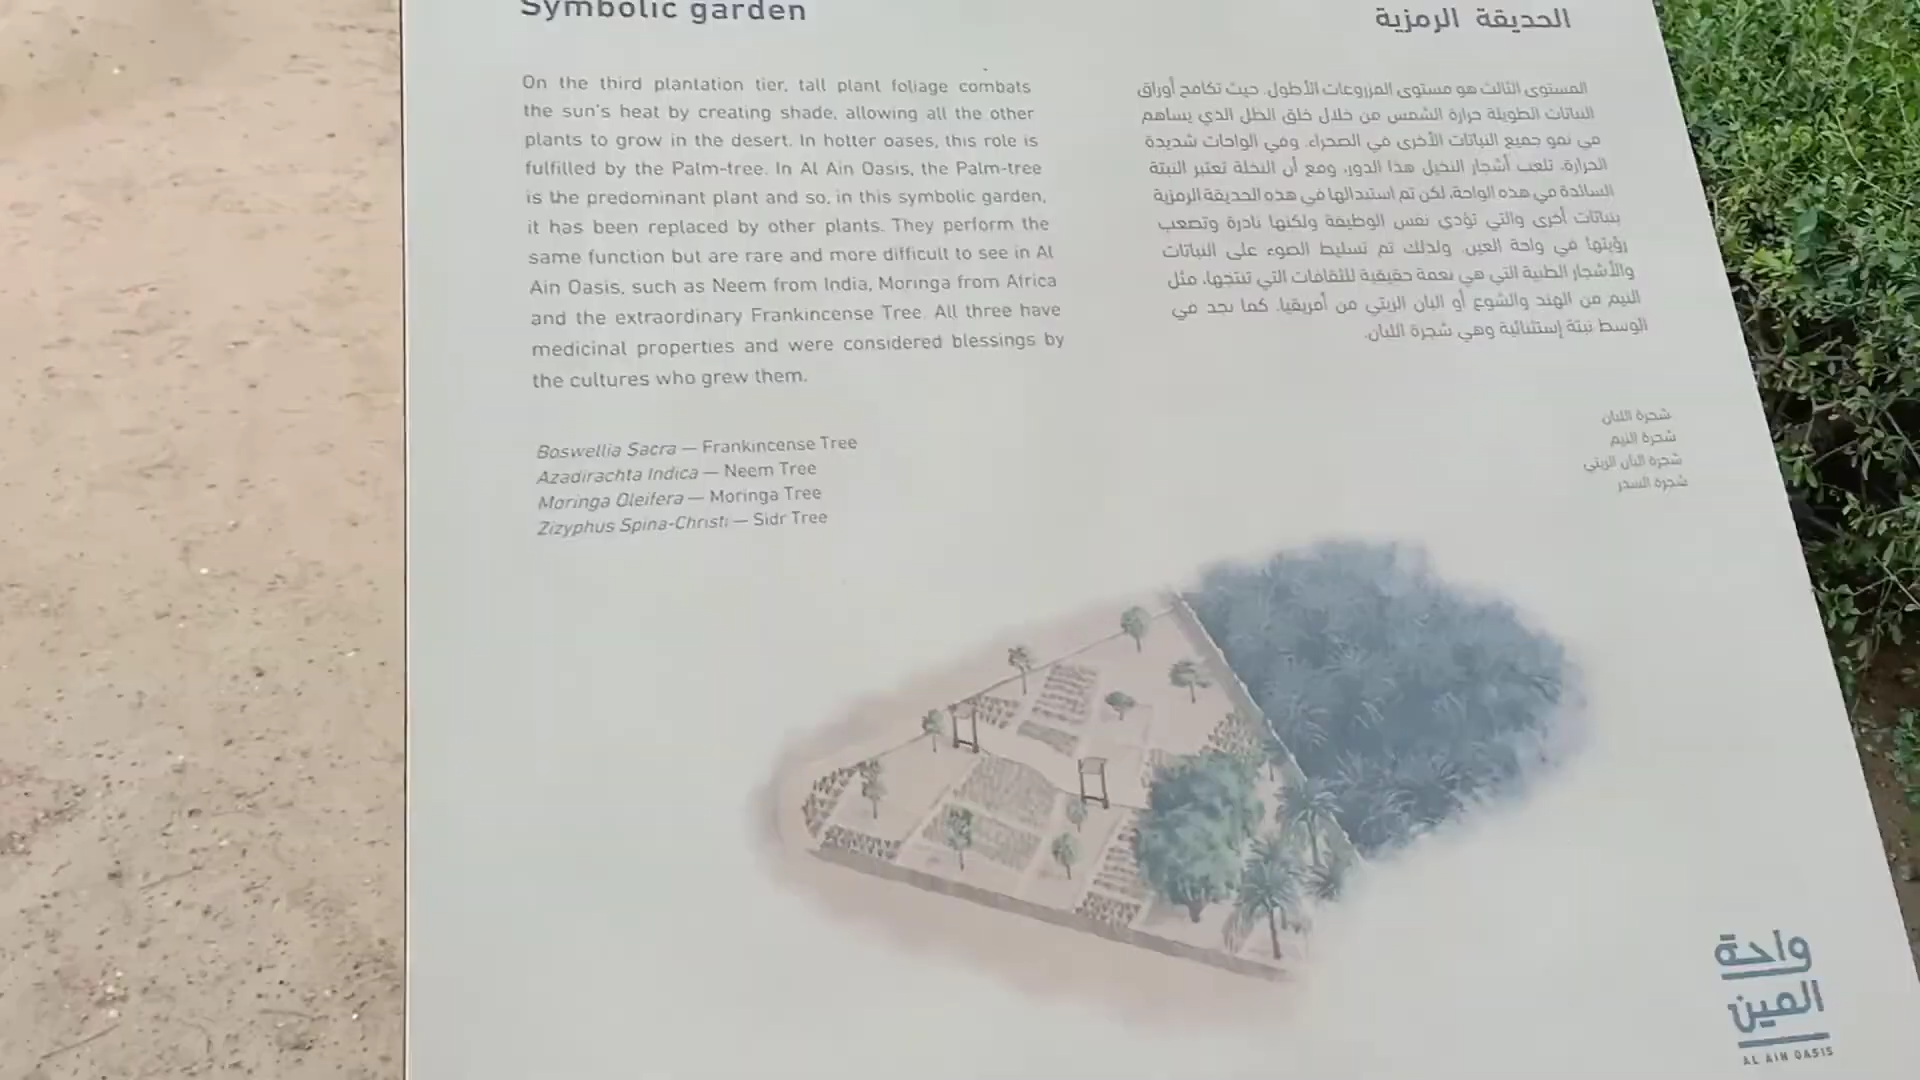 Symbolic garden
On the third plantation tier, tall plant foliage combats
the sun's heat by creating shade, allowing all the other
plants to grow in the desert. In hotter oases, this role is
fulfilled by the Palm-tree. In Al Ain Oasis, the Palm-tree
is the predominant plant and so, in this symbolic garden,
it has been replaced by other plants. They perform the
same function but are rare and more difficult to see in Al
Ain Oasis, such as Neem from India, Moringa from Africa
and the extraordinary Frankincense Tree. All three have
medicinal properties and were considered blessings by
the cultures who grew them.
Boswellia Sacra — Frankincense Tree
Azadirachta Indica — Neem Tree
Moringa Oleifera — Moringa Tree
Zizyphus Spina-Christi — Sidr Tree
الحديقة الرمزية
المستوى الثالث هو مستوى المزروعات الأطول. حيث تكافح أوراق
النباتات الطويلة حرارة الشمس من خلال خلق الظل الذي يساهم
في نمو جميع النباتات الأخرى في الصحراء. وفي الواحات شديدة
الحرارة، تلعب أشجار النخيل هذا الدور، ومع أن النخلة تعتبر النبتة
السائدة في هذه الواحة، لكن تم استبدالها في هذه الحديقة الرمزية
بنباتات أخرى والتي تؤدي نفس الوظيفة ولكنها نادرة وتصعب
رؤيتها في واحة العين. ولذلك تم تسليط الضوء على النباتات
والأشجار الطبية التي هي نعمة حقيقية للثقافات التي تنتجها، مثل
النيم من الهند والشوع أو البان الزيتي من أفريقيا. كما نجد في
الوسط نبتة إستثنائية وهي شجرة اللبان.
شجرة اللبان
شجرة النيم
شجرة البان الزيتي
شجرة السدر
واحة
العين
AL AIN OASIS